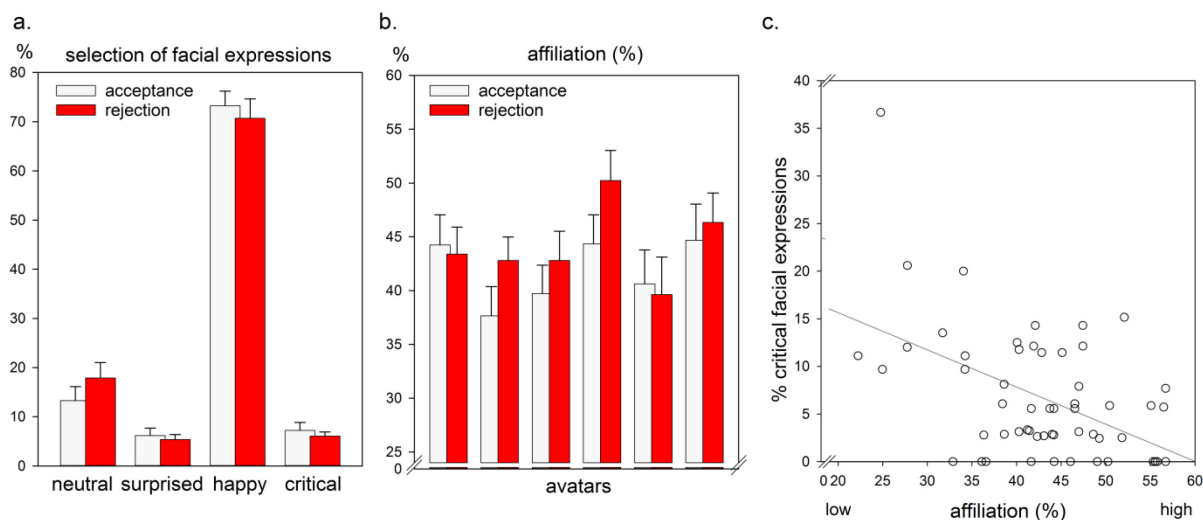 a.
% selection of facial expressions
80
70
60
50
40
30
20
10
0
acceptance
rejection
neutral surprised happy critical
b.
% affiliation (%)
60
55
50
45
40
35
30
25
0
acceptance
rejection
avatars
c.
40
35
30
25
20
15
10
5
0
% critical facial expressions
20 25 30 35 40 45 50 55 60
low affiliation (%) high